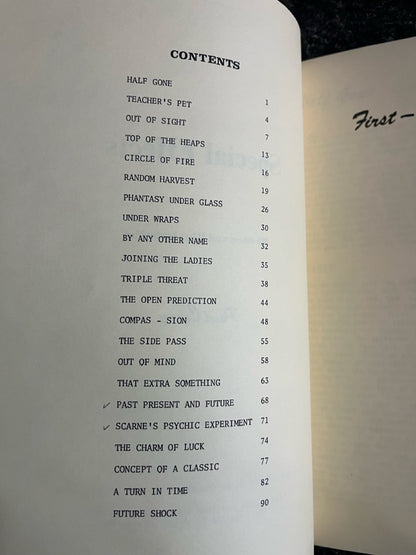 CONTENTS
HALF GONE 1
TEACHER'S PET 4
OUT OF SIGHT 7
TOP OF THE HEAPS 13
CIRCLE OF FIRE 16
RANDOM HARVEST 19
PHANTASY UNDER GLASS 26
UNDER WRAPS 30
BY ANY OTHER NAME 32
JOINING THE LADIES 35
TRIPLE THREAT 38
THE OPEN PREDICTION 44
COMPAS - SION 48
THE SIDE PASS 55
OUT OF MIND 58
THAT EXTRA SOMETHING 63
✓ PAST PRESENT AND FUTURE 68
✓ SCARNE'S PSYCHIC EXPERIMENT 71
THE CHARM OF LUCK 74
CONCEPT OF A CLASSIC 77
A TURN IN TIME 82
FUTURE SHOCK 90
First —